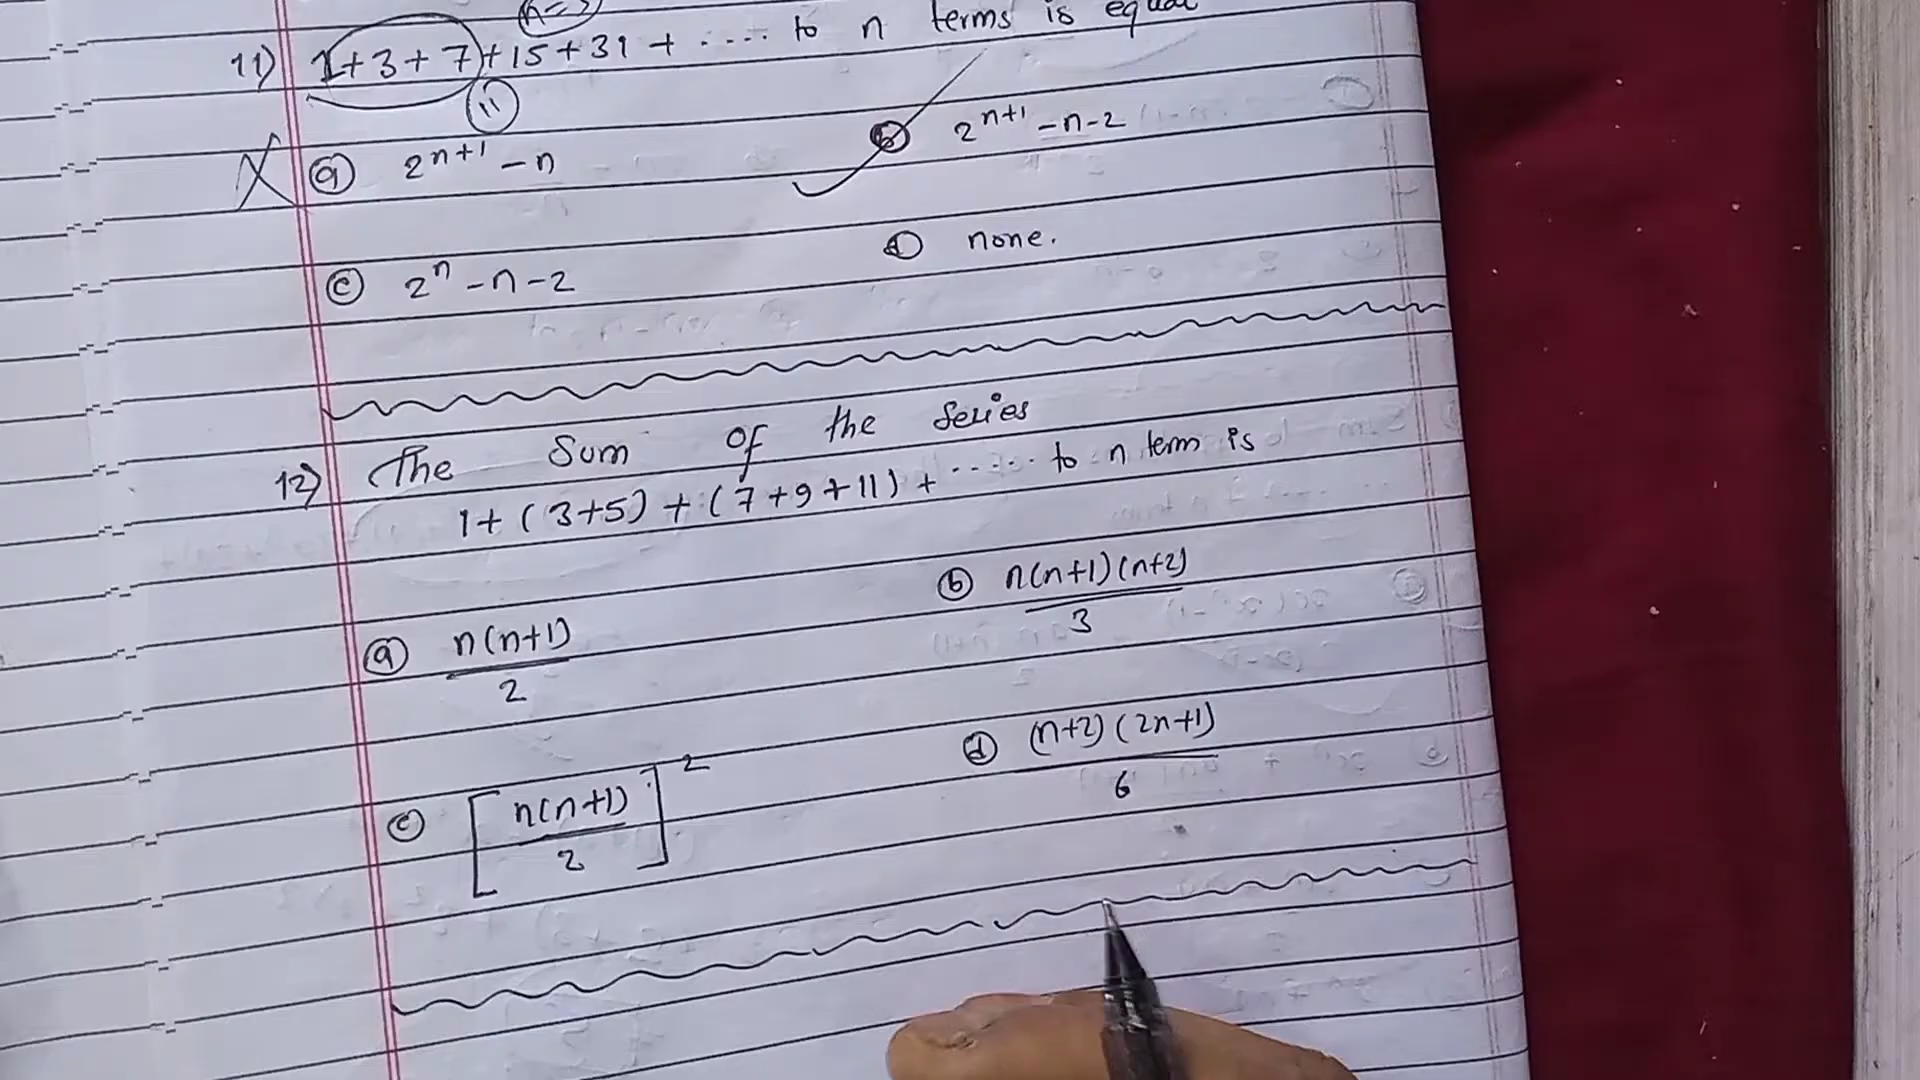 n=3
11) 1+3+7+15+31+ .... to n terms is equal
11
a 2^(n+1) - n
b 2^(n+1) - n - 2
c 2^n - n - 2
d none.
12) The Sum of the series
1+(3+5)+(7+9+11)+ ..... to n term is
a n(n+1)/2
b n(n+1)(n+2)/3
c [n(n+1)/2]^2
d (n+2)(2n+1)/6